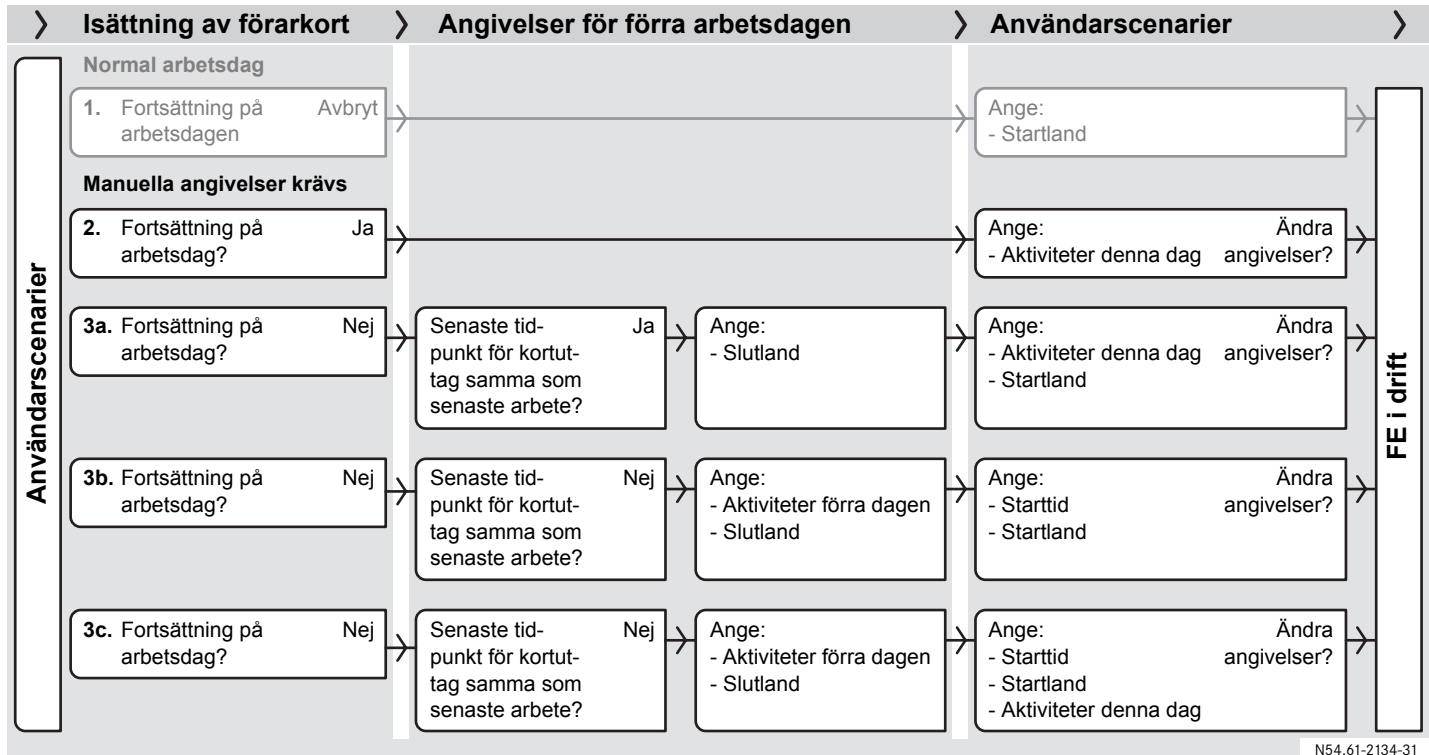 Isättning av förarkort
Angivelser för förra arbetsdagen
Användarscenarier
Användarscenarier
Normal arbetsdag
1. Fortsättning på Avbryt
arbetsdagen
Ange:
- Startland
Manuella angivelser krävs
2. Fortsättning på Ja
arbetsdag?
Ange: Ändra
- Aktiviteter denna dag angivelser?
3a. Fortsättning på Nej
arbetsdag?
Senaste tid- Ja
punkt för kortut-
tag samma som
senaste arbete?
Ange:
- Slutland
Ange: Ändra
- Aktiviteter denna dag angivelser?
- Startland
3b. Fortsättning på Nej
arbetsdag?
Senaste tid- Nej
punkt för kortut-
tag samma som
senaste arbete?
Ange:
- Aktiviteter förra dagen
- Slutland
Ange: Ändra
- Starttid angivelser?
- Startland
3c. Fortsättning på Nej
arbetsdag?
Senaste tid- Nej
punkt för kortut-
tag samma som
senaste arbete?
Ange:
- Aktiviteter förra dagen
- Slutland
Ange: Ändra
- Starttid angivelser?
- Startland
- Aktiviteter denna dag
FE i drift
N54.61-2134-31